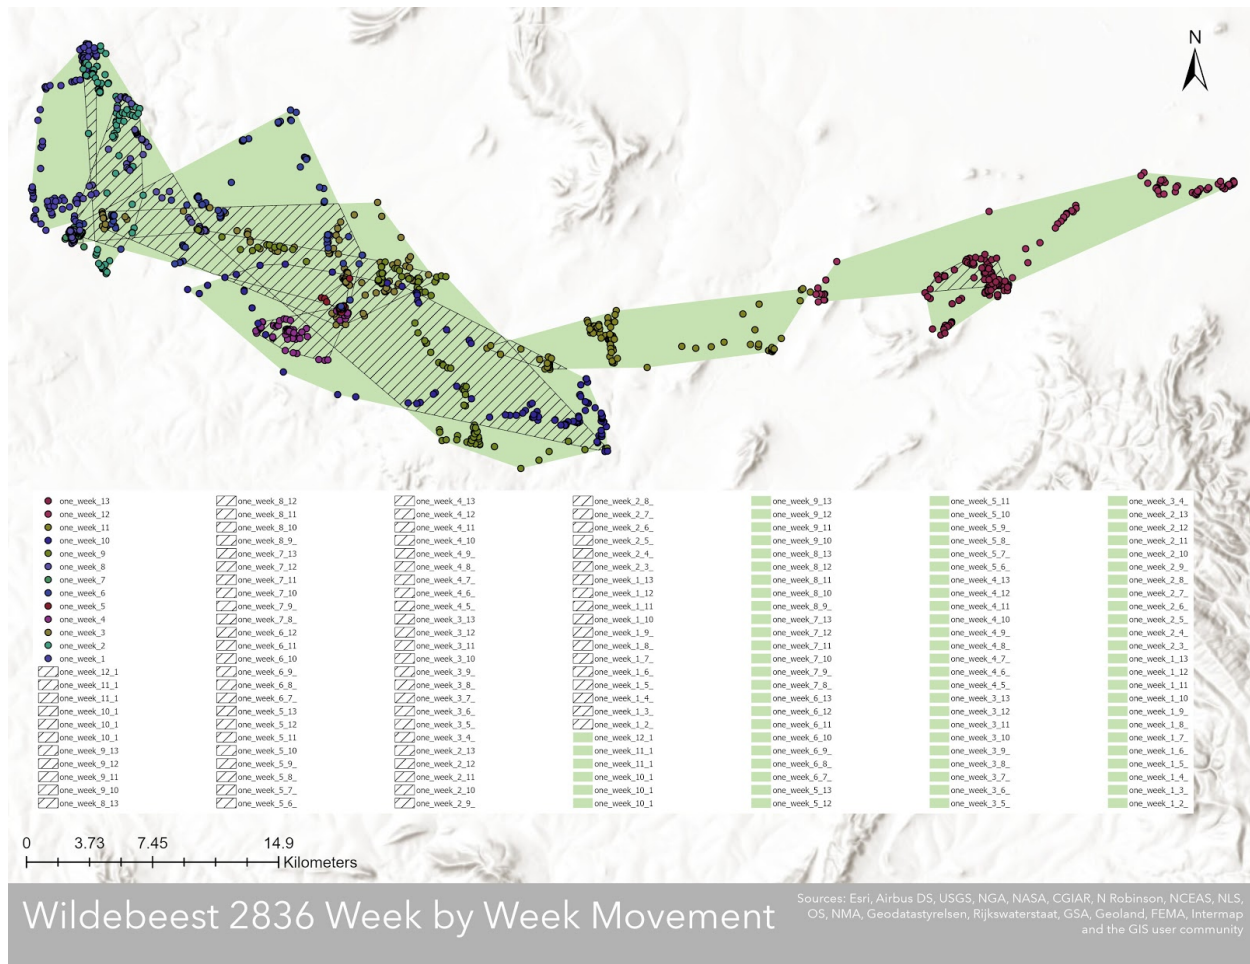 N
one_week_13
one_week_12
one_week_11
one_week_10
one_week_9
one_week_8
one_week_7
one_week_6
one_week_5
one_week_4
one_week_3
one_week_2
one_week_1
one_week_12_1
one_week_11_1
one_week_11_1
one_week_10_1
one_week_10_1
one_week_10_1
one_week_9_13
one_week_9_12
one_week_9_11
one_week_9_10
one_week_8_13
one_week_8_12
one_week_8_11
one_week_8_10
one_week_8_9_
one_week_7_13
one_week_7_12
one_week_7_11
one_week_7_10
one_week_7_9_
one_week_7_8_
one_week_6_12
one_week_6_11
one_week_6_10
one_week_6_9_
one_week_6_8_
one_week_6_7_
one_week_5_13
one_week_5_12
one_week_5_11
one_week_5_10
one_week_5_9_
one_week_5_8_
one_week_5_7_
one_week_5_6_
one_week_4_13
one_week_4_12
one_week_4_11
one_week_4_10
one_week_4_9_
one_week_4_8_
one_week_4_7_
one_week_4_6_
one_week_4_5_
one_week_3_13
one_week_3_12
one_week_3_11
one_week_3_10
one_week_3_9_
one_week_3_8_
one_week_3_7_
one_week_3_6_
one_week_3_5_
one_week_3_4_
one_week_2_13
one_week_2_12
one_week_2_11
one_week_2_10
one_week_2_9_
one_week_2_8_
one_week_2_7_
one_week_2_6_
one_week_2_5_
one_week_2_4_
one_week_2_3_
one_week_1_13
one_week_1_12
one_week_1_11
one_week_1_10
one_week_1_9_
one_week_1_8_
one_week_1_7_
one_week_1_6_
one_week_1_5_
one_week_1_4_
one_week_1_3_
one_week_1_2_
one_week_12_1
one_week_11_1
one_week_11_1
one_week_10_1
one_week_10_1
one_week_10_1
one_week_9_13
one_week_9_12
one_week_9_11
one_week_9_10
one_week_8_13
one_week_8_12
one_week_8_11
one_week_8_10
one_week_8_9_
one_week_7_13
one_week_7_12
one_week_7_11
one_week_7_10
one_week_7_9_
one_week_7_8_
one_week_6_13
one_week_6_12
one_week_6_11
one_week_6_10
one_week_6_9_
one_week_6_8_
one_week_6_7_
one_week_5_13
one_week_5_12
one_week_5_11
one_week_5_10
one_week_5_9_
one_week_5_8_
one_week_5_7_
one_week_5_6_
one_week_4_13
one_week_4_12
one_week_4_11
one_week_4_10
one_week_4_9_
one_week_4_8_
one_week_4_7_
one_week_4_6_
one_week_4_5_
one_week_3_13
one_week_3_12
one_week_3_11
one_week_3_10
one_week_3_9_
one_week_3_8_
one_week_3_7_
one_week_3_6_
one_week_3_5_
one_week_3_4_
one_week_2_13
one_week_2_12
one_week_2_11
one_week_2_10
one_week_2_9_
one_week_2_8_
one_week_2_7_
one_week_2_6_
one_week_2_5_
one_week_2_4_
one_week_2_3_
one_week_1_13
one_week_1_12
one_week_1_11
one_week_1_10
one_week_1_9_
one_week_1_8_
one_week_1_7_
one_week_1_6_
one_week_1_5_
one_week_1_4_
one_week_1_3_
one_week_1_2_
0 3.73 7.45 14.9
Kilometers
Wildebeest 2836 Week by Week Movement
Sources: Esri, Airbus DS, USGS, NGA, NASA, CGIAR, N Robinson, NCEAS, NLS,
OS, NMA, Geodatastyrelsen, Rijkswaterstaat, GSA, Geoland, FEMA, Intermap
and the GIS user community